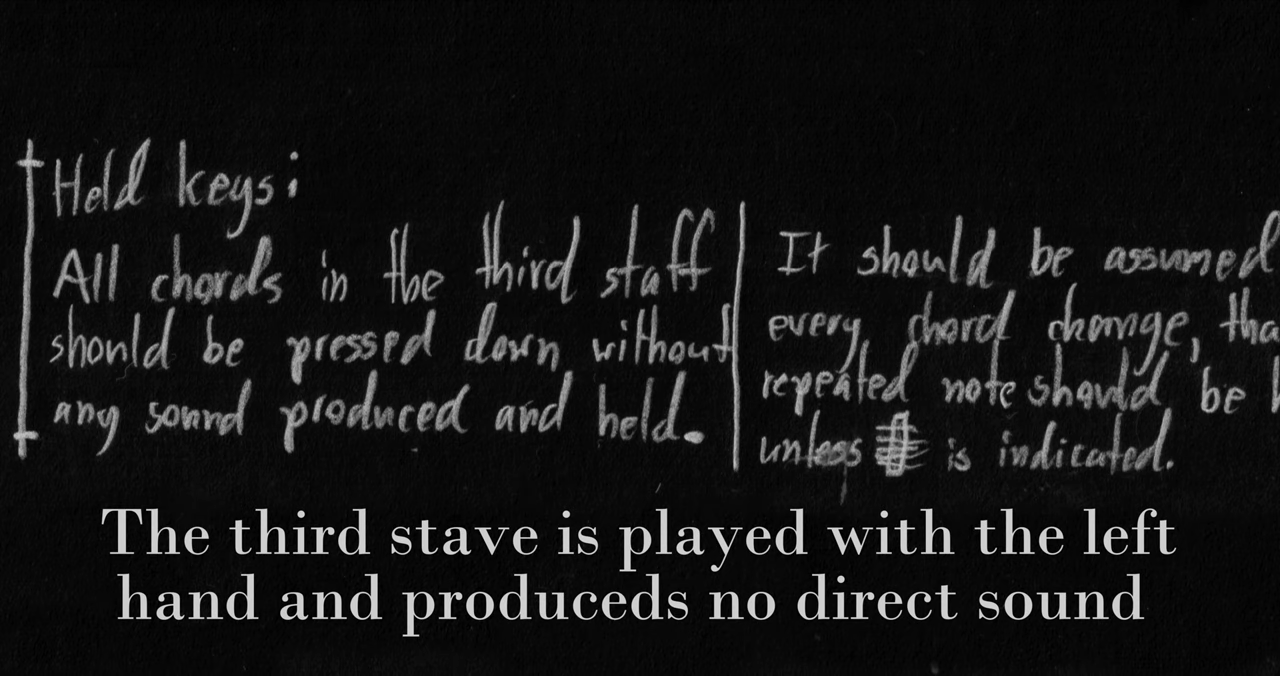 Held keys:
All chords in the third staff
should be pressed down without
any sound produced and held.
It should be assumed
every chord change,
repeated note should be
unless is indicated.
The third stave is played with the left
hand and produceds no direct sound